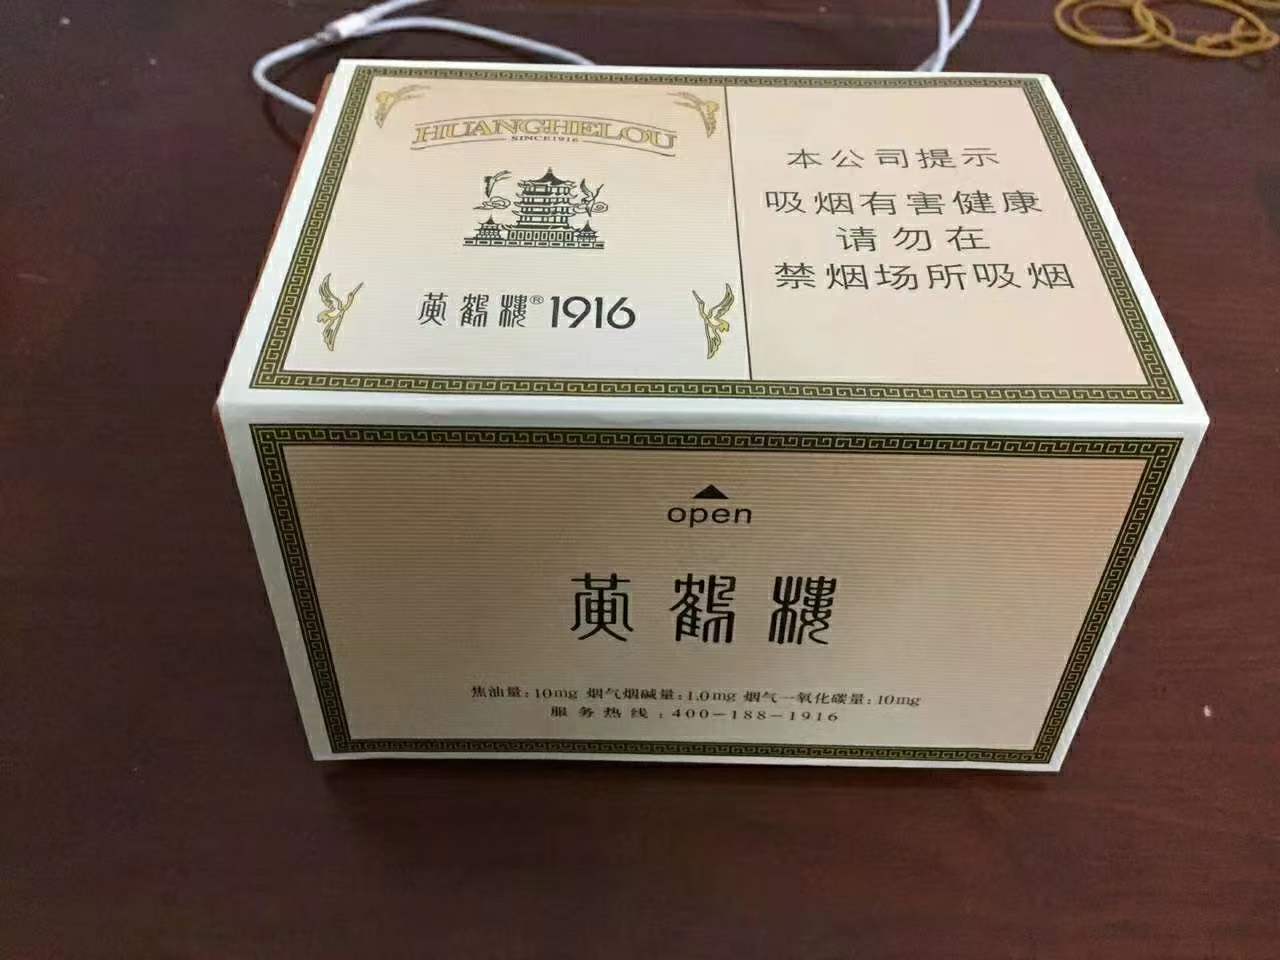 HUANGHELOU
SINCE1916
黄鹤楼®1916
本公司提示
吸烟有害健康
请勿在
禁烟场所吸烟
open
黄鹤楼
焦油量:10mg 烟气烟碱量:1.0mg 烟气一氧化碳量:10mg
服务热线:400-188-1916